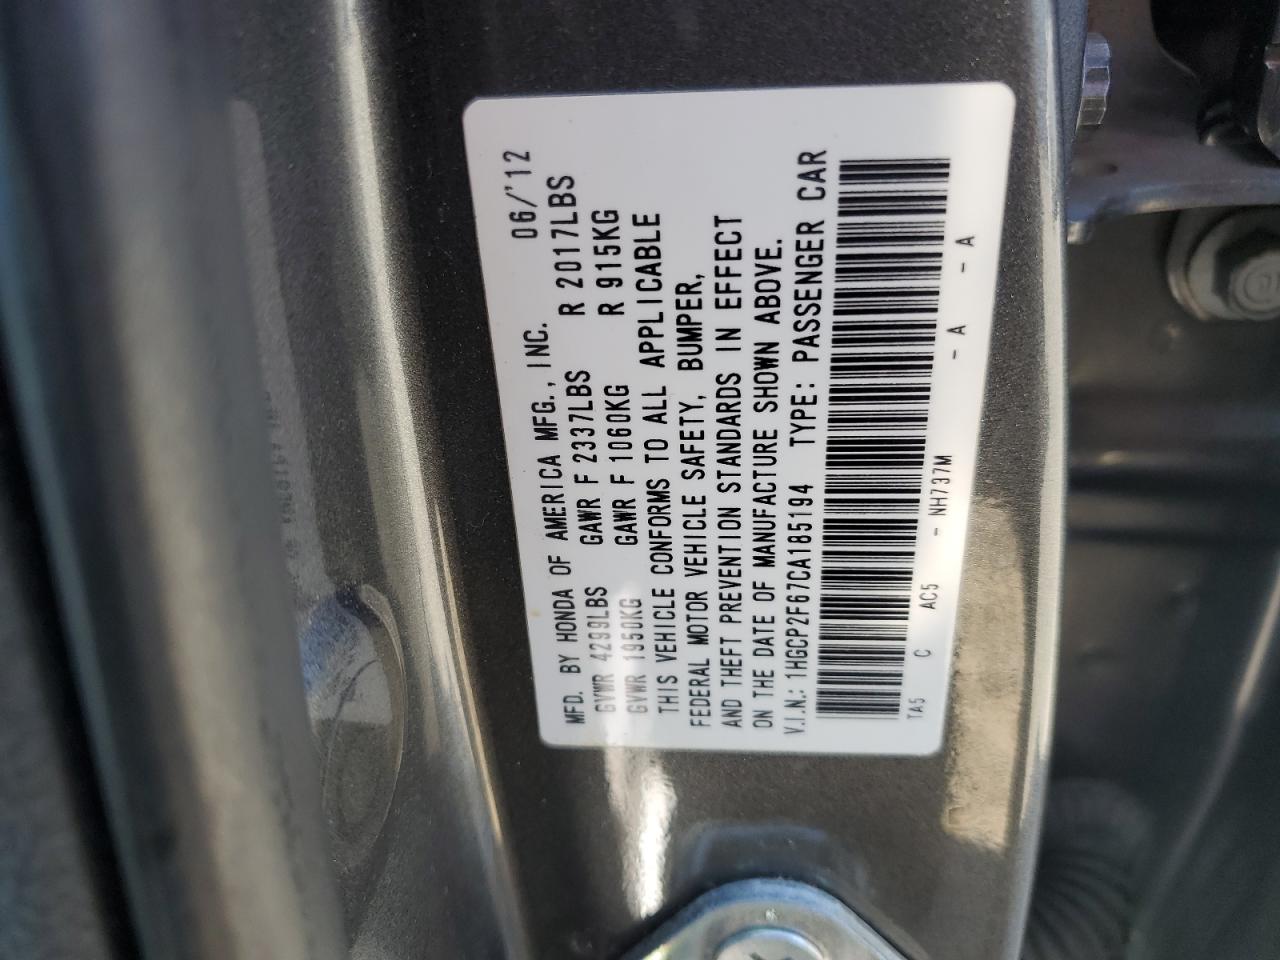 MFD. BY HONDA OF AMERICA MFG., INC. 06/'12
GVWR 4299LBS GAWR F 2337LBS R 2017LBS
GVWR 1950KG GAWR F 1060KG R 915KG
THIS VEHICLE CONFORMS TO ALL APPLICABLE
FEDERAL MOTOR VEHICLE SAFETY, BUMPER,
AND THEFT PREVENTION STANDARDS IN EFFECT
ON THE DATE OF MANUFACTURE SHOWN ABOVE.
V.I.N.: 1HGCP2F67CA185194 TYPE: PASSENGER CAR
TA5 C AC5 - NH737M - A - A